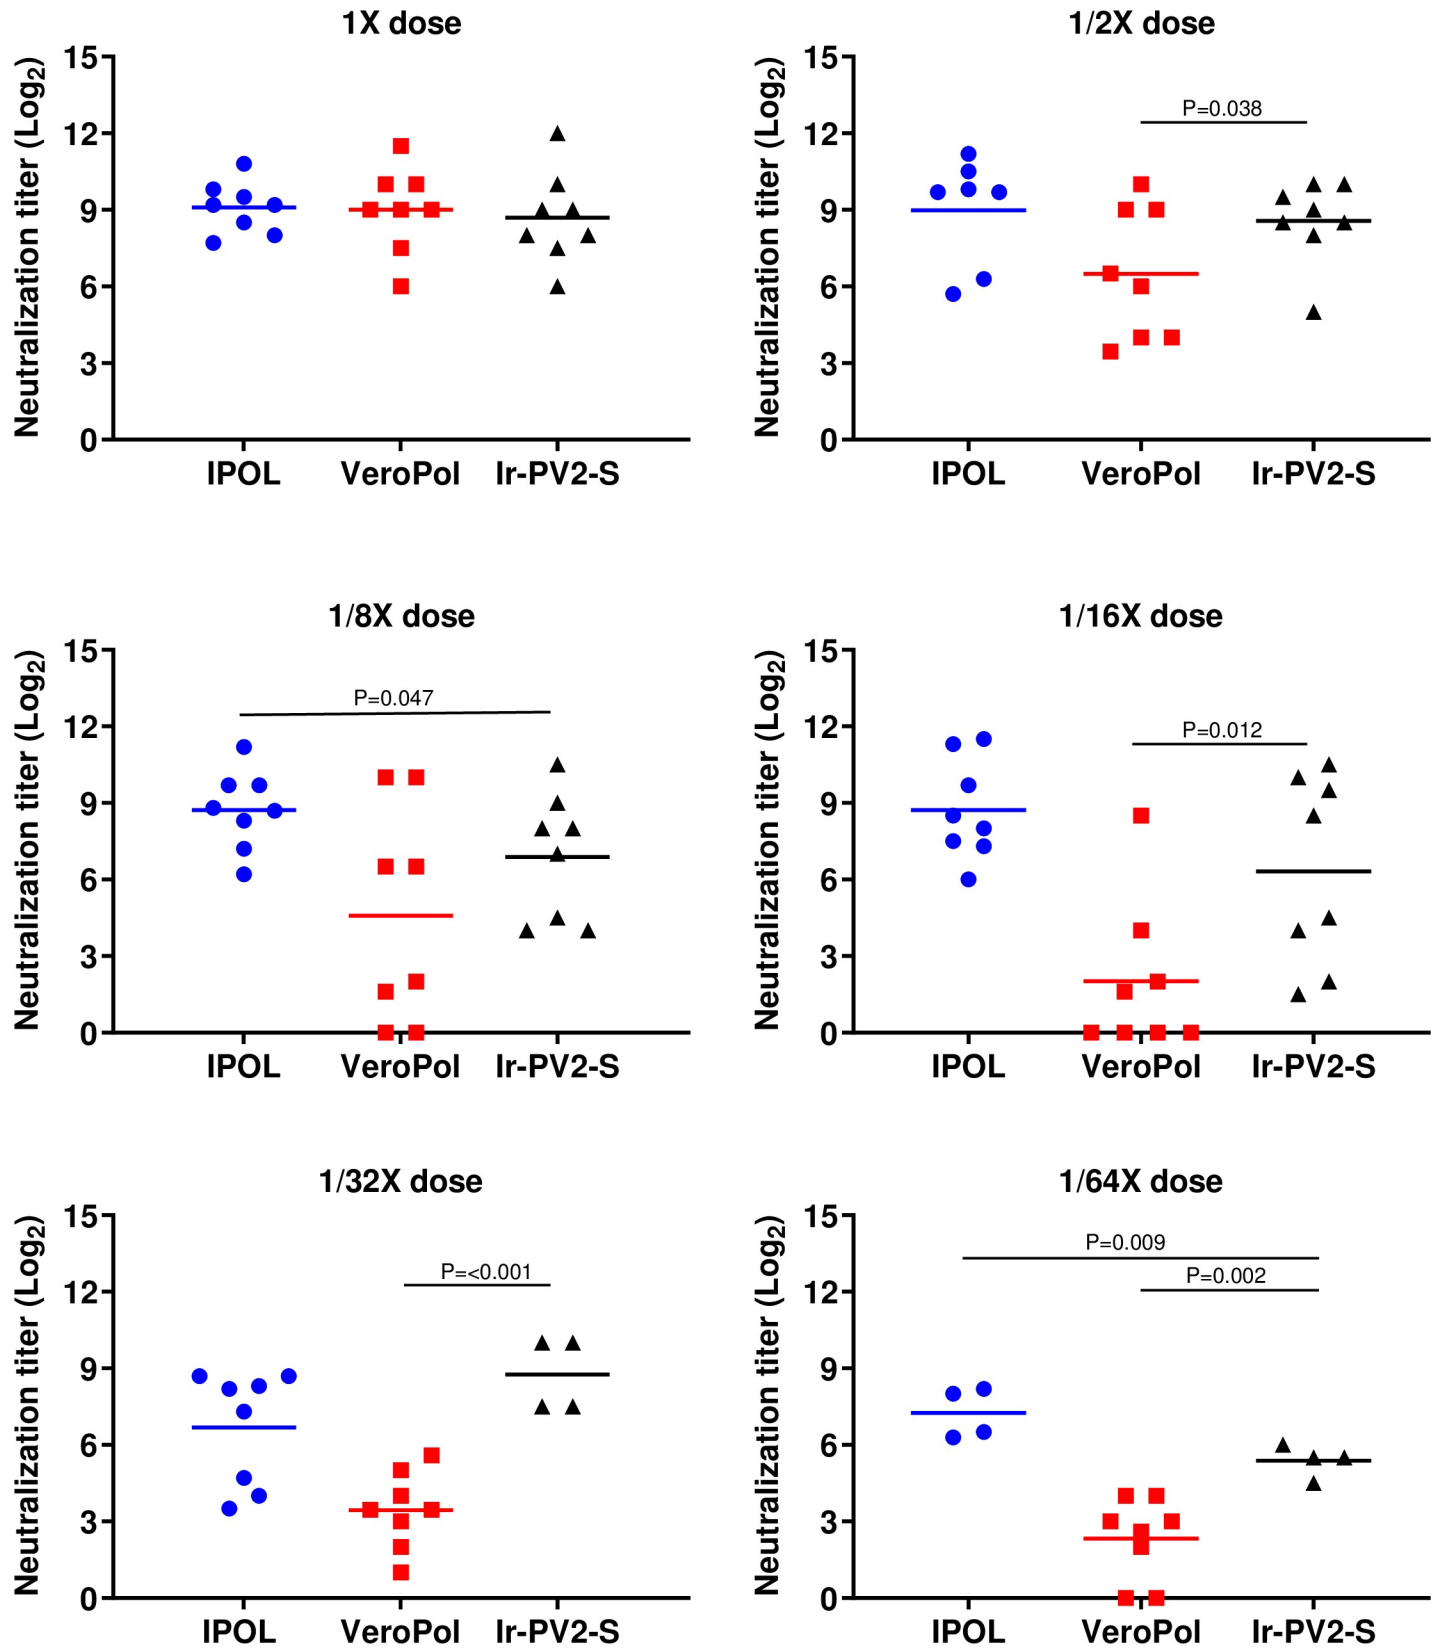 1X dose
Neutralization titer (Log₂)
15
12
9
6
3
0
IPOL VeroPol Ir-PV2-S
1/2X dose
Neutralization titer (Log₂)
15
12
9
6
3
0
P=0.038
IPOL VeroPol Ir-PV2-S
1/8X dose
Neutralization titer (Log₂)
15
12
9
6
3
0
P=0.047
IPOL VeroPol Ir-PV2-S
1/16X dose
Neutralization titer (Log₂)
15
12
9
6
3
0
P=0.012
IPOL VeroPol Ir-PV2-S
1/32X dose
Neutralization titer (Log₂)
15
12
9
6
3
0
P=<0.001
IPOL VeroPol Ir-PV2-S
1/64X dose
Neutralization titer (Log₂)
15
12
9
6
3
0
P=0.009
P=0.002
IPOL VeroPol Ir-PV2-S